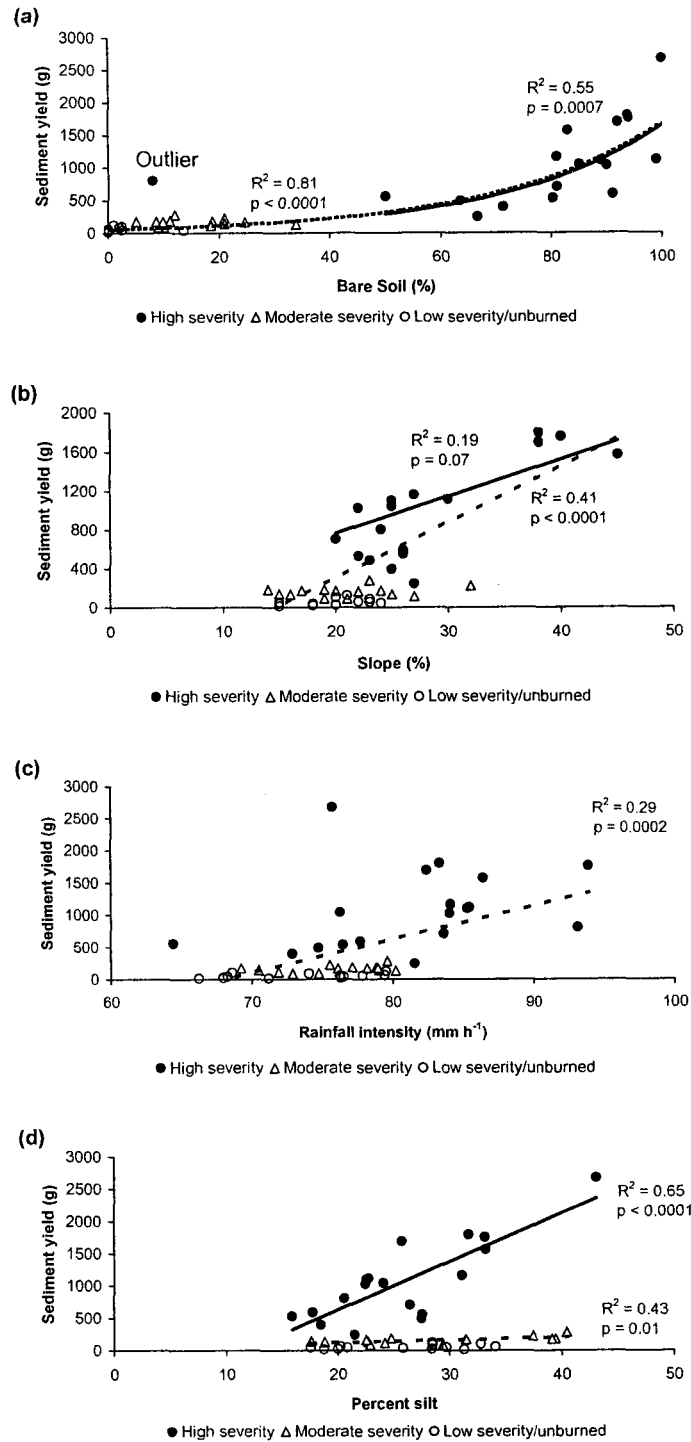 (a)
3000
2500
2000
1500
1000
500
0
Sediment yield (g)
R² = 0.55
p = 0.0007
Outlier
R² = 0.81
p < 0.0001
0 20 40 60 80 100
Bare Soil (%)
● High severity △ Moderate severity ○ Low severity/unburned
(b)
2000
1600
1200
800
400
0
Sediment yield (g)
R² = 0.19
p = 0.07
R² = 0.41
p < 0.0001
0 10 20 30 40 50
Slope (%)
● High severity △ Moderate severity ○ Low severity/unburned
(c)
3000
2500
2000
1500
1000
500
0
Sediment yield (g)
R² = 0.29
p = 0.0002
60 70 80 90 100
Rainfall intensity (mm h⁻¹)
● High severity △ Moderate severity ○ Low severity/unburned
(d)
3000
2500
2000
1500
1000
500
0
Sediment yield (g)
R² = 0.65
p < 0.0001
R² = 0.43
p = 0.01
0 10 20 30 40 50
Percent silt
● High severity △ Moderate severity ○ Low severity/unburned